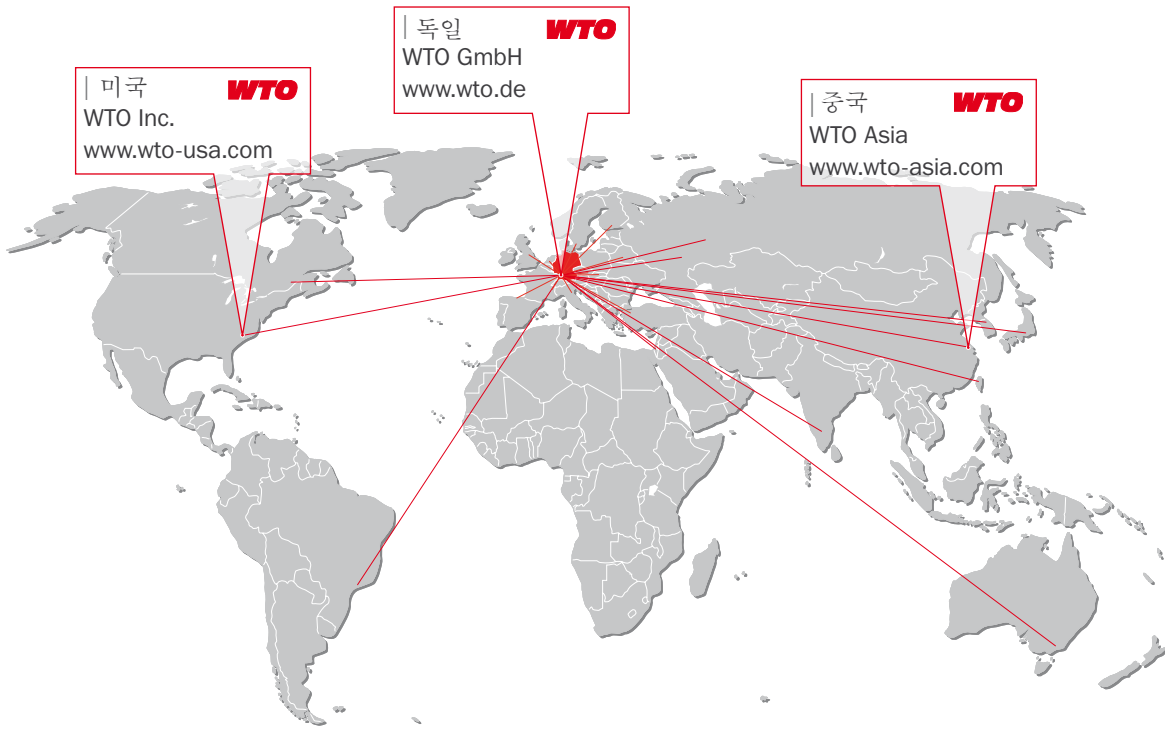 | 미국 WTO
WTO Inc.
www.wto-usa.com
| 독일 WTO
WTO GmbH
www.wto.de
| 중국 WTO
WTO Asia
www.wto-asia.com